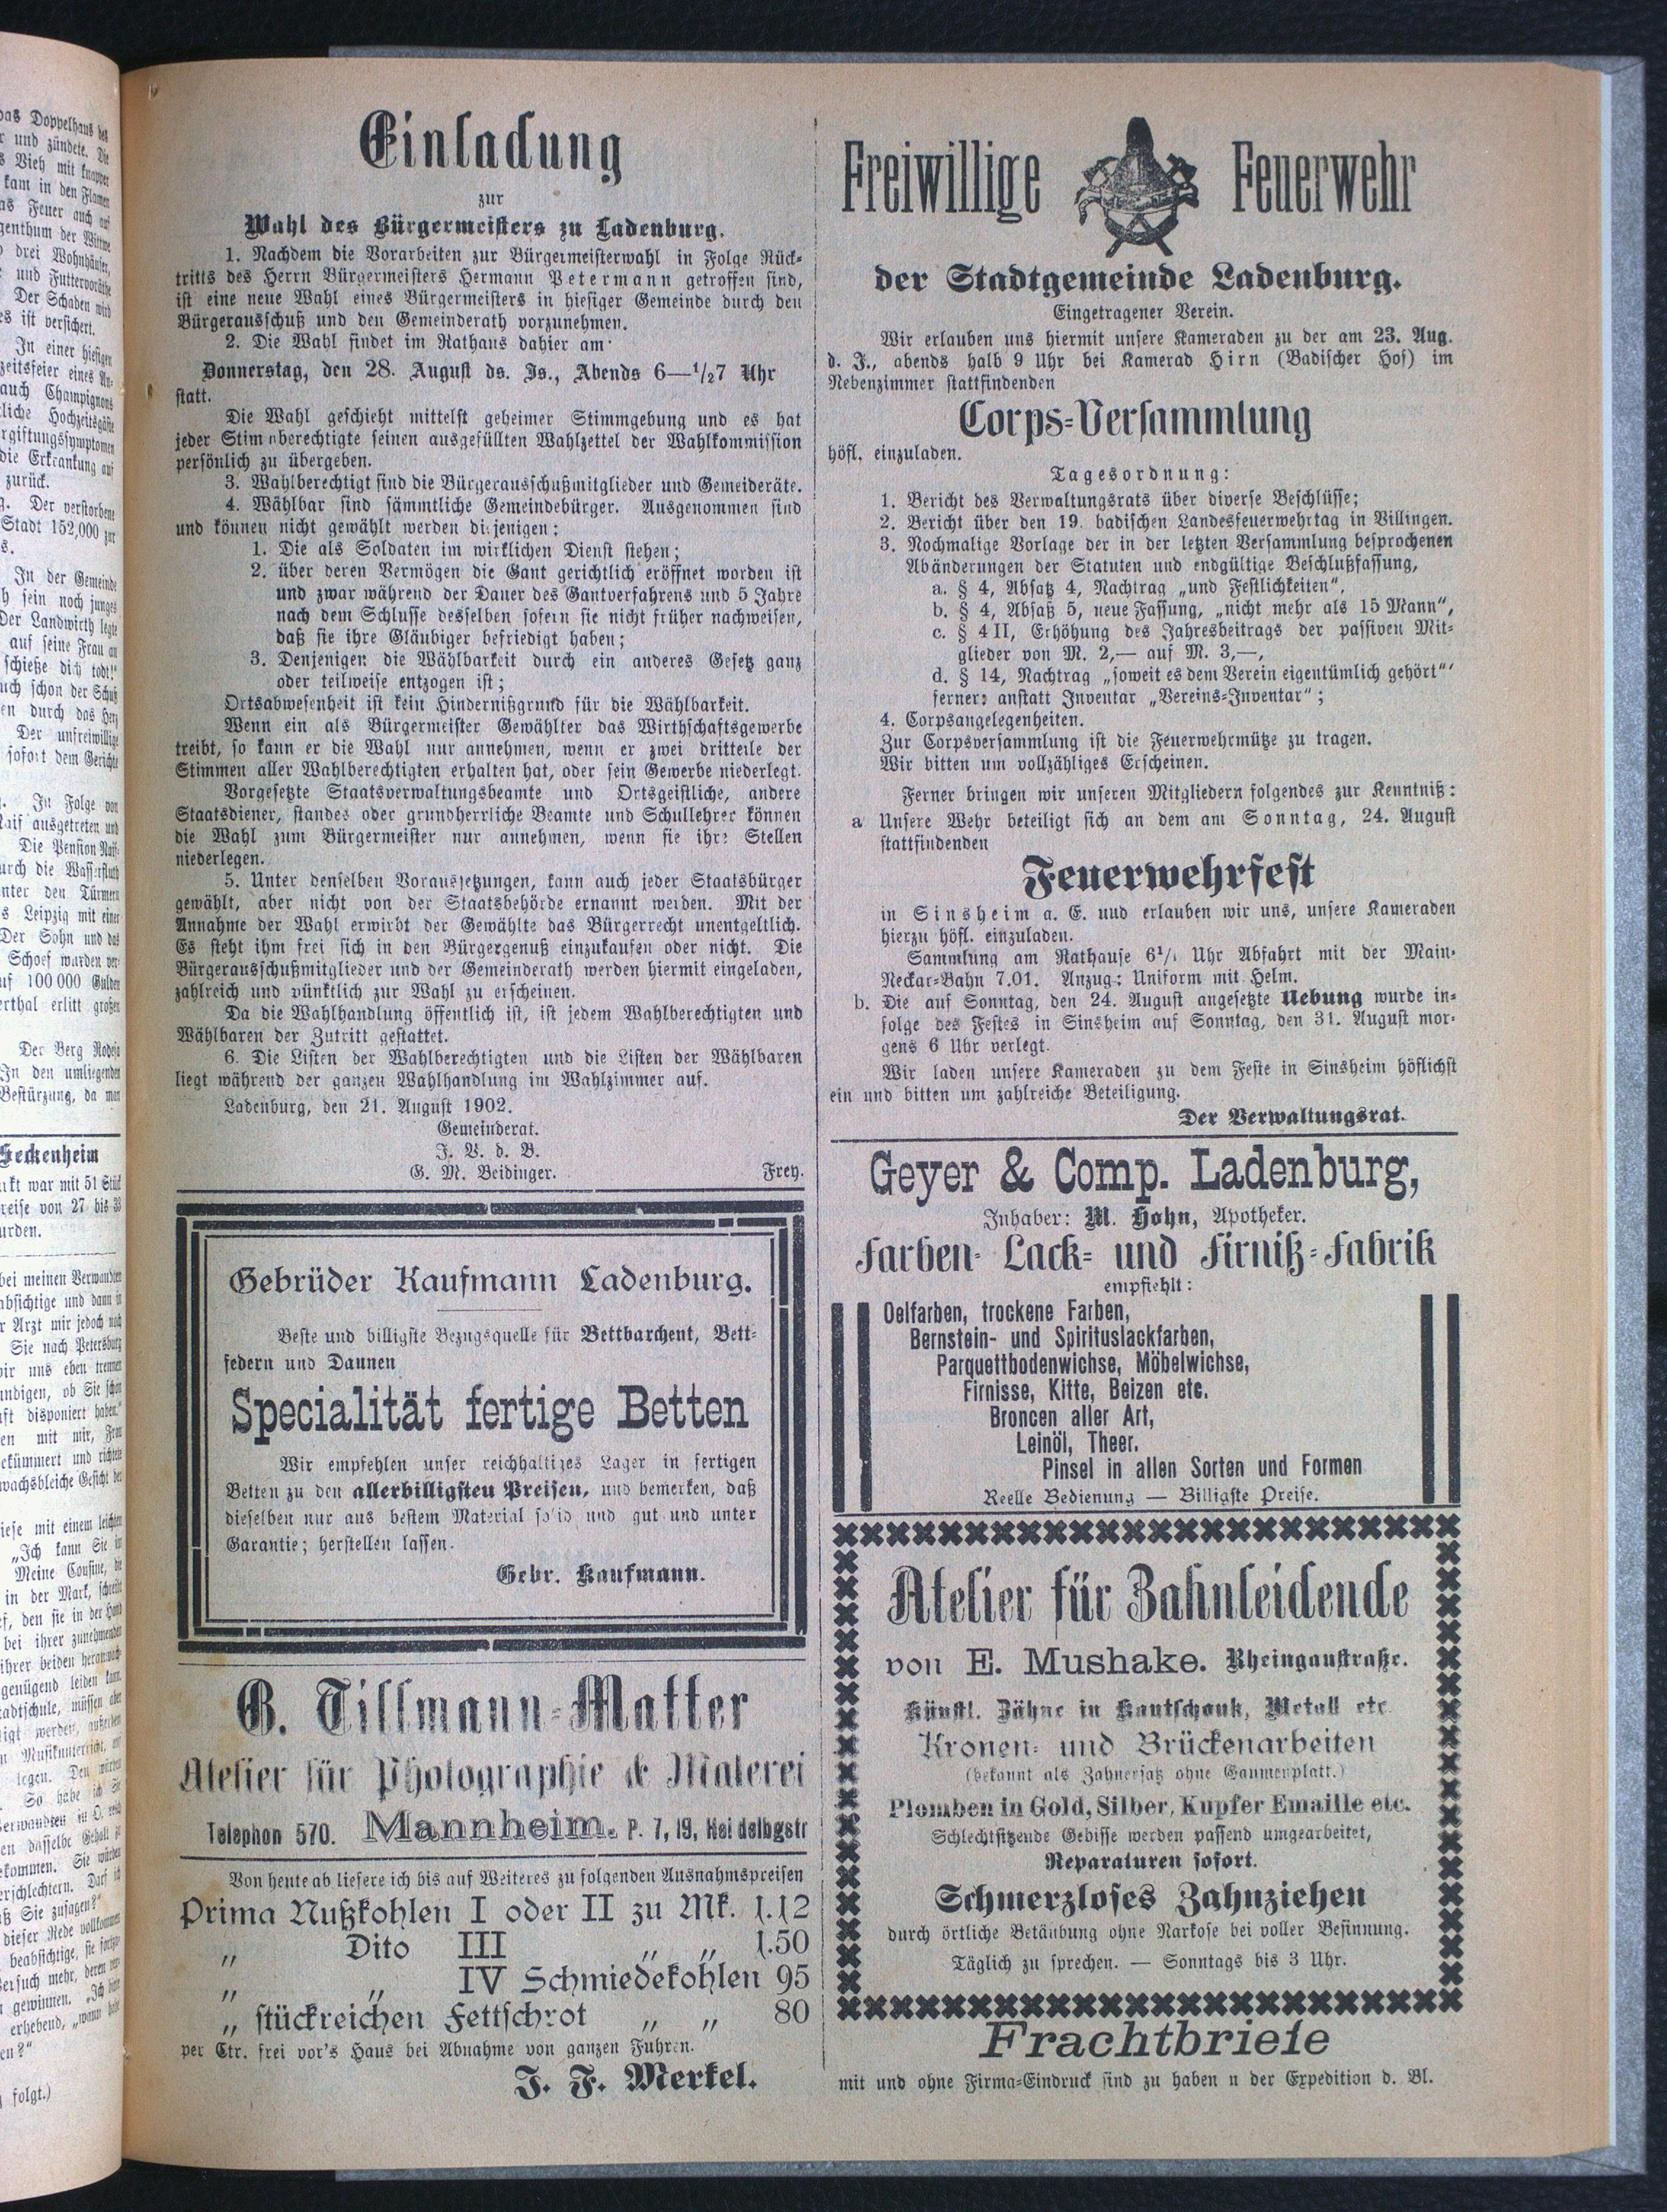 Einladung
zur
Wahl des Bürgermeisters zu Ladenburg.
1. Nachdem die Vorarbeiten zur Bürgermeisterwahl in Folge Rück-
tritts des Herrn Bürgermeisters Hermann Petermann getroffen sind,
ist eine neue Wahl eines Bürgermeisters in hiesiger Gemeinde durch den
Bürgerausschuß und den Gemeinderath vorzunehmen.
2. Die Wahl findet im Rathaus dahier am
Donnerstag, den 28. August ds. Js., Abends 6—1/27 Uhr
statt.
Die Wahl geschieht mittelst geheimer Stimmgebung und es hat
jeder Stimmberechtigte seinen ausgefüllten Wahlzettel der Wahlkommission
persönlich zu übergeben.
3. Wahlberechtigt sind die Bürgerausschußmitglieder und Gemeideräte.
4. Wählbar sind sämmtliche Gemeindebürger. Ausgenommen sind
und können nicht gewählt werden diejenigen:
1. Die als Soldaten im wirklichen Dienst stehen;
2. über deren Vermögen die Gant gerichtlich eröffnet worden ist
und zwar während der Dauer des Gantverfahrens und 5 Jahre
nach dem Schlusse desselben sofern sie nicht früher nachweisen,
daß sie ihre Gläubiger befriedigt haben;
3. Denjenigen die Wählbarkeit durch ein anderes Gesetz ganz
oder teilweise entzogen ist;
Ortsabwesenheit ist kein Hindernißgrund für die Wählbarkeit.
Wenn ein als Bürgermeister Gewählter das Wirthschaftsgewerbe
treibt, so kann er die Wahl nur annehmen, wenn er zwei dritteile der
Stimmen aller Wahlberechtigten erhalten hat, oder sein Gewerbe niederlegt.
Vorgesetzte Staatsverwaltungsbeamte und Ortsgeistliche, andere
Staatsdiener, standes oder grundherrliche Beamte und Schullehrer können
die Wahl zum Bürgermeister nur annehmen, wenn sie ihre Stellen
niederlegen.
5. Unter denselben Voraussetzungen, kann auch jeder Staatsbürger
gewählt, aber nicht von der Staatsbehörde ernannt werden. Mit der
Annahme der Wahl erwirbt der Gewählte das Bürgerrecht unentgeltlich.
Es steht ihm frei sich in den Bürgergenuß einzukaufen oder nicht. Die
Bürgerausschußmitglieder und der Gemeinderath werden hiermit eingeladen,
zahlreich und pünktlich zur Wahl zu erscheinen.
Da die Wahlhandlung öffentlich ist, ist jedem Wahlberechtigten und
Wählbaren der Zutritt gestattet.
6. Die Listen der Wahlberechtigten und die Listen der Wählbaren
liegt während der ganzen Wahlhandlung im Wahlzimmer auf.
Ladenburg, den 21. August 1902.
Gemeinderat.
J. V. d. B.
G. M. Beidinger. Frey.
Gebrüder Kaufmann Ladenburg.
Beste und billigste Bezugsquelle für Bettbarchent, Bett-
federn und Daunen
Specialität fertige Betten
Wir empfehlen unser reichhaltiges Lager in fertigen
Betten zu den allerbilligsten Preisen, und bemerken, daß
dieselben nur aus bestem Material solid und gut und unter
Garantie; herstellen lassen.
Gebr. Kaufmann.
G. Tillmann-Matter
Atelier für Photographie & Malerei
Telephon 570. Mannheim. P. 7, 19, Heidelbgstr
Von heute ab liefere ich bis auf Weiteres zu folgenden Ausnahmspreisen
Prima Nußkohlen I oder II zu Mk. 1.12
„ Dito III „ „ 1.50
„ „ IV Schmiedekohlen 95
„ stückreichen Fettschrot „ „ 80
per Ctr. frei vor's Haus bei Abnahme von ganzen Fuhren.
J. F. Merkel.
Freiwillige Feuerwehr
der Stadtgemeinde Ladenburg.
Eingetragener Verein.
Wir erlauben uns hiermit unsere Kameraden zu der am 23. Aug.
d. J., abends halb 9 Uhr bei Kamerad Hirn (Badischer Hof) im
Nebenzimmer stattfindenden
Corps-Versammlung
höfl. einzuladen.
Tagesordnung:
1. Bericht des Verwaltungsrats über diverse Beschlüsse;
2. Bericht über den 19. badischen Landesfeuerwehrtag in Villingen.
3. Nochmalige Vorlage der in der letzten Versammlung besprochenen
Abänderungen der Statuten und endgültige Beschlußfassung,
a. § 4, Absatz 4, Nachtrag „und Festlichkeiten",
b. § 4, Absatz 5, neue Fassung, „nicht mehr als 15 Mann",
c. § 4 II, Erhöhung des Jahresbeitrags der passiven Mit-
glieder von M. 2,— auf M. 3,—,
d. § 14, Nachtrag „soweit es dem Verein eigentümlich gehört"
ferner: anstatt Inventar „Vereins-Inventar";
4. Corpsangelegenheiten.
Zur Corpsversammlung ist die Feuerwehrmütze zu tragen.
Wir bitten um vollzähliges Erscheinen.
Ferner bringen wir unseren Mitgliedern folgendes zur Kenntniß:
a Unsere Wehr beteiligt sich an dem am Sonntag, 24. August
stattfindenden
Feuerwehrfest
in Sinsheim a. E. und erlauben wir uns, unsere Kameraden
hierzu höfl. einzuladen.
Sammlung am Rathause Uhr Abfahrt mit der Main-
Neckar-Bahn 7.01. Anzug: Uniform mit Helm.
b. Die auf Sonntag, den 24. August angesetzte Uebung wurde in-
folge des Festes in Sinsheim auf Sonntag, den 31. August mor-
gens 6 Uhr verlegt.
Wir laden unsere Kameraden zu dem Feste in Sinsheim höflichst
ein und bitten um zahlreiche Beteiligung.
Der Verwaltungsrat.
Geyer & Comp. Ladenburg,
Inhaber: M. Hohn, Apotheker.
Farben- Lack- und Firniß-Fabrik
empfiehlt:
Oelfarben, trockene Farben,
Bernstein- und Spirituslackfarben,
Parquettbodenwichse, Möbelwichse,
Firnisse, Kitte, Beizen etc.
Broncen aller Art,
Leinöl, Theer.
Pinsel in allen Sorten und Formen
Reelle Bedienung — Billigste Preise.
Atelier für Zahnleidende
von E. Mushake. Rheingaustraße.
Künstl. Zähne in Kautschouk, Metall etc
Kronen- und Brückenarbeiten
(bekannt als Zahnersatz ohne Gaumenplatt.)
Plomben in Gold, Silber, Kupfer Emaille etc.
Schlechtsitzende Gebisse werden passend umgearbeitet,
Reparaturen sofort.
Schmerzloses Zahnziehen
durch örtliche Betäubung ohne Narkose bei voller Besinnung.
Täglich zu sprechen. — Sonntags bis 3 Uhr.
Frachtbriefe
mit und ohne Firma-Eindruck sind zu haben n der Expedition d. Bl.